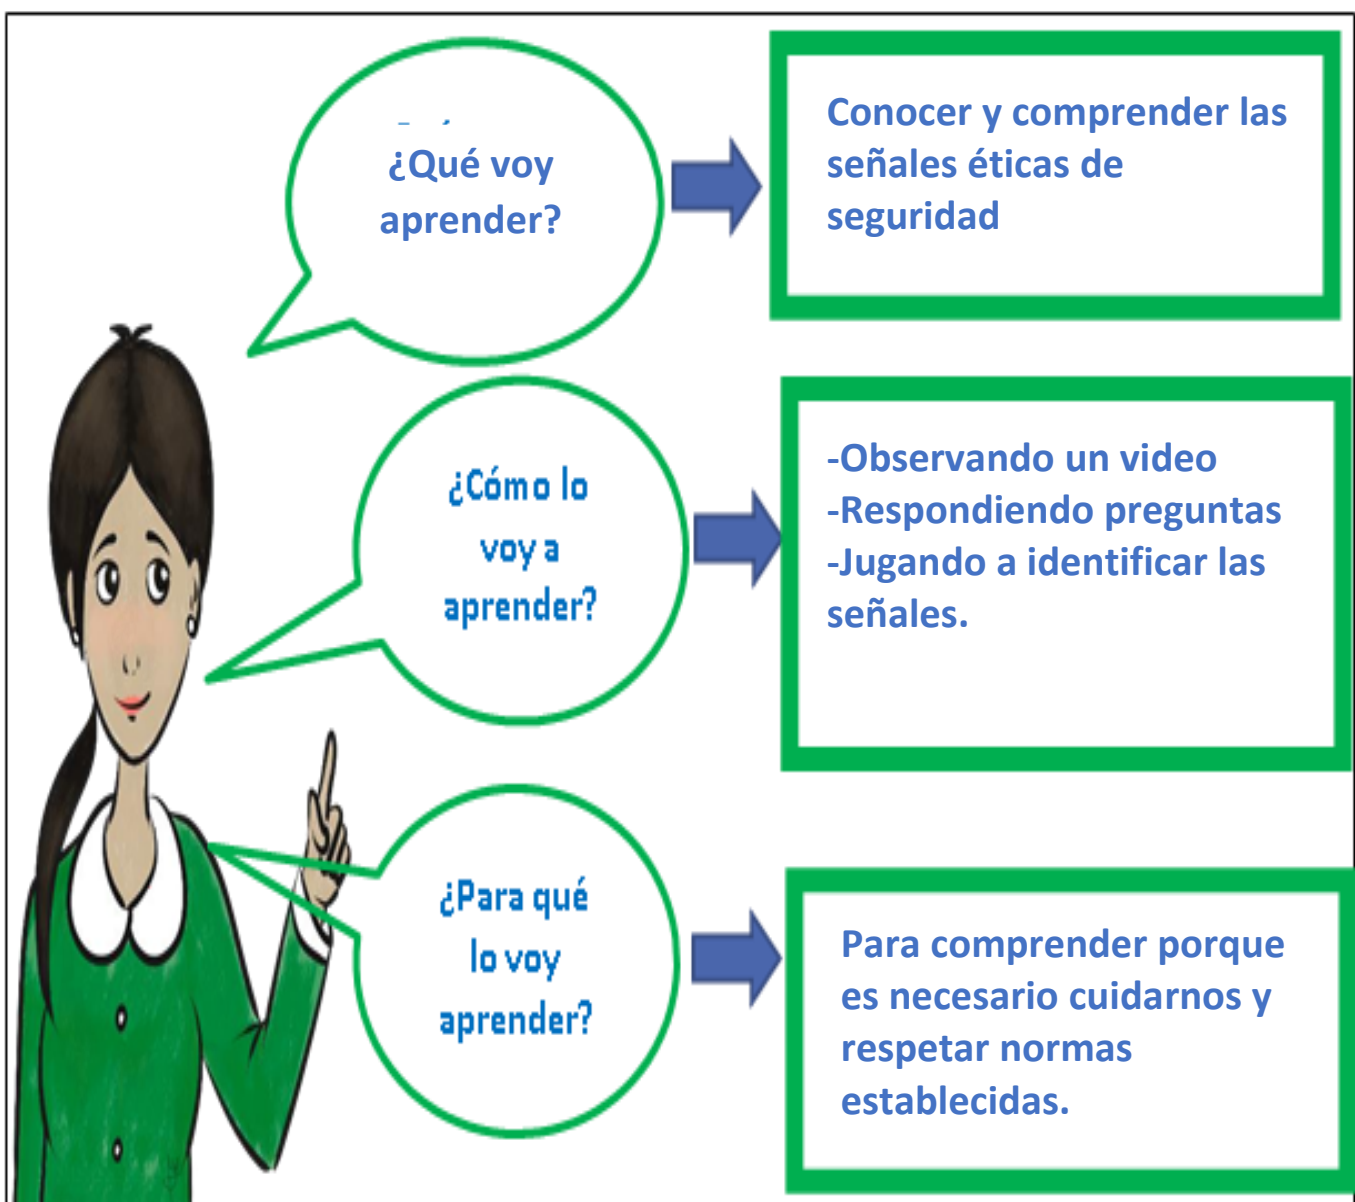 ¿Qué voy
aprender?
Conocer y comprender las
señales éticas de
seguridad
¿Cómo lo
voy a
aprender?
-Observando un video
-Respondiendo preguntas
-Jugando a identificar las
señales.
¿Para qué
lo voy
aprender?
Para comprender porque
es necesario cuidarnos y
respetar normas
establecidas.